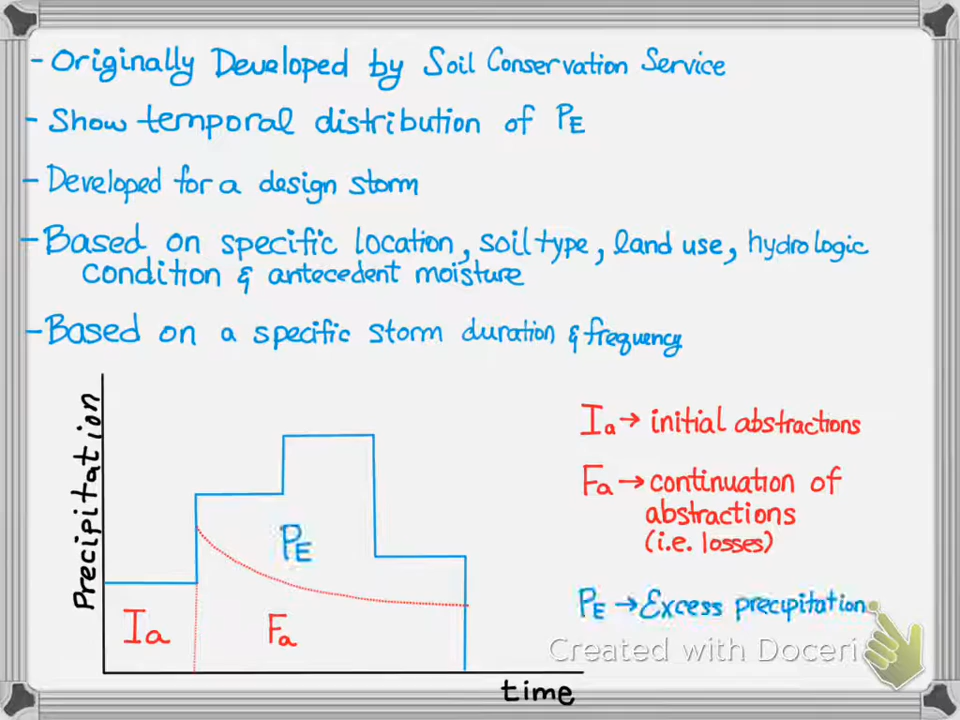 - Originally Developed by Soil Conservation Service
- Show temporal distribution of PE
- Developed for a design storm
- Based on specific location, soil type, land use, hydrologic
condition & antecedent moisture
- Based on a specific storm duration & frequency
Precipitation
PE
Ia
Fa
time
Ia → initial abstractions
Fa → continuation of
abstractions
(i.e. losses)
PE → Excess precipitation
Created with Doceri